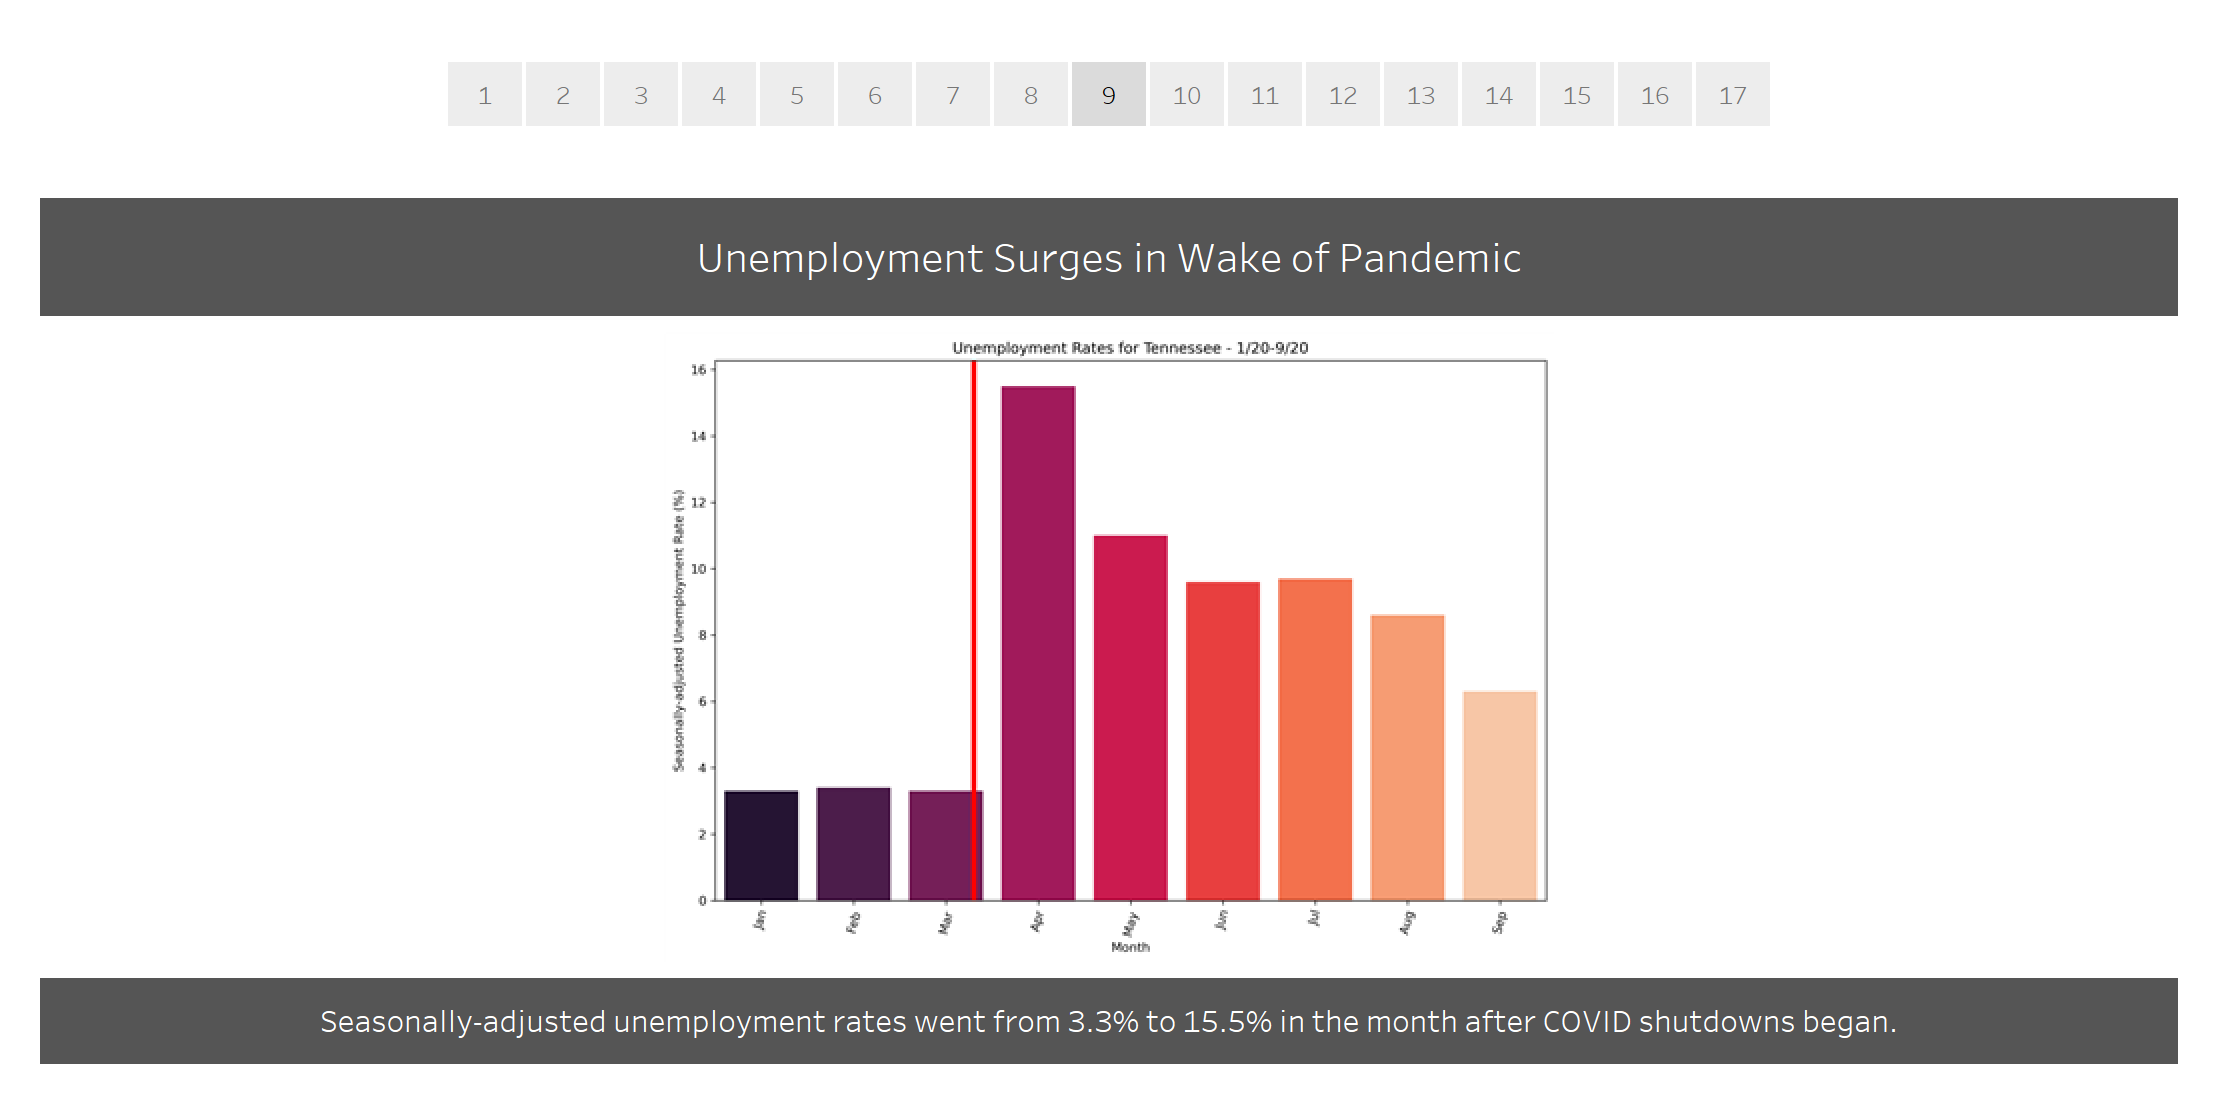 1 2 3 4 5 6 7 8 9 10 11 12 13 14 15 16 17
Unemployment Surges in Wake of Pandemic
Unemployment Rates for Tennessee - 1/20-9/20
Seasonally-adjusted Unemployment Rate (%)
16
14
12
10
8
6
4
2
0
Jan Feb Mar Apr May Jun Jul Aug Sep
Month
Seasonally-adjusted unemployment rates went from 3.3% to 15.5% in the month after COVID shutdowns began.